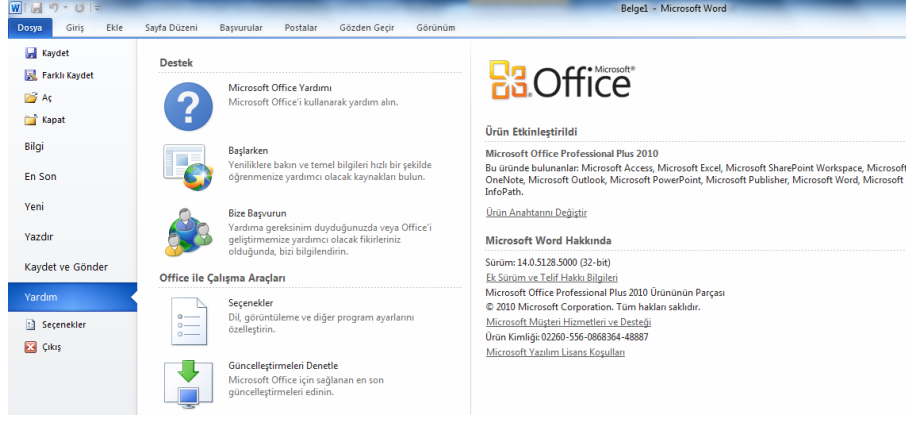 Belge1 - Microsoft Word
Dosya Giriş Ekle Sayfa Düzeni Başvurular Postalar Gözden Geçir Görünüm
Kaydet
Farklı Kaydet
Aç
Kapat
Bilgi
En Son
Yeni
Yazdır
Kaydet ve Gönder
Yardım
Seçenekler
Çıkış
Destek
Microsoft Office Yardımı
Microsoft Office'i kullanarak yardım alın.
Başlarken
Yeniliklere bakın ve temel bilgileri hızlı bir şekilde
öğrenmenize yardımcı olacak kaynakları bulun.
Bize Başvurun
Yardıma gereksinim duyduğunuzda veya Office'i
geliştirmemize yardımcı olacak fikirleriniz
olduğunda, bizi bilgilendirin.
Office ile Çalışma Araçları
Seçenekler
Dil, görüntüleme ve diğer program ayarlarını
özelleştirin.
Güncelleştirmeleri Denetle
Microsoft Office için sağlanan en son
güncelleştirmeleri edinin.
Microsoft®
Office
Ürün Etkinleştirildi
Microsoft Office Professional Plus 2010
Bu üründe bulunanlar: Microsoft Access, Microsoft Excel, Microsoft SharePoint Workspace, Microsoft
OneNote, Microsoft Outlook, Microsoft PowerPoint, Microsoft Publisher, Microsoft Word, Microsoft
InfoPath.
Ürün Anahtarını Değiştir
Microsoft Word Hakkında
Sürüm: 14.0.5128.5000 (32-bit)
Ek Sürüm ve Telif Hakkı Bilgileri
Microsoft Office Professional Plus 2010 Ürününün Parçası
© 2010 Microsoft Corporation. Tüm hakları saklıdır.
Microsoft Müşteri Hizmetleri ve Desteği
Ürün Kimliği: 02260-556-0868364-48887
Microsoft Yazılım Lisans Koşulları